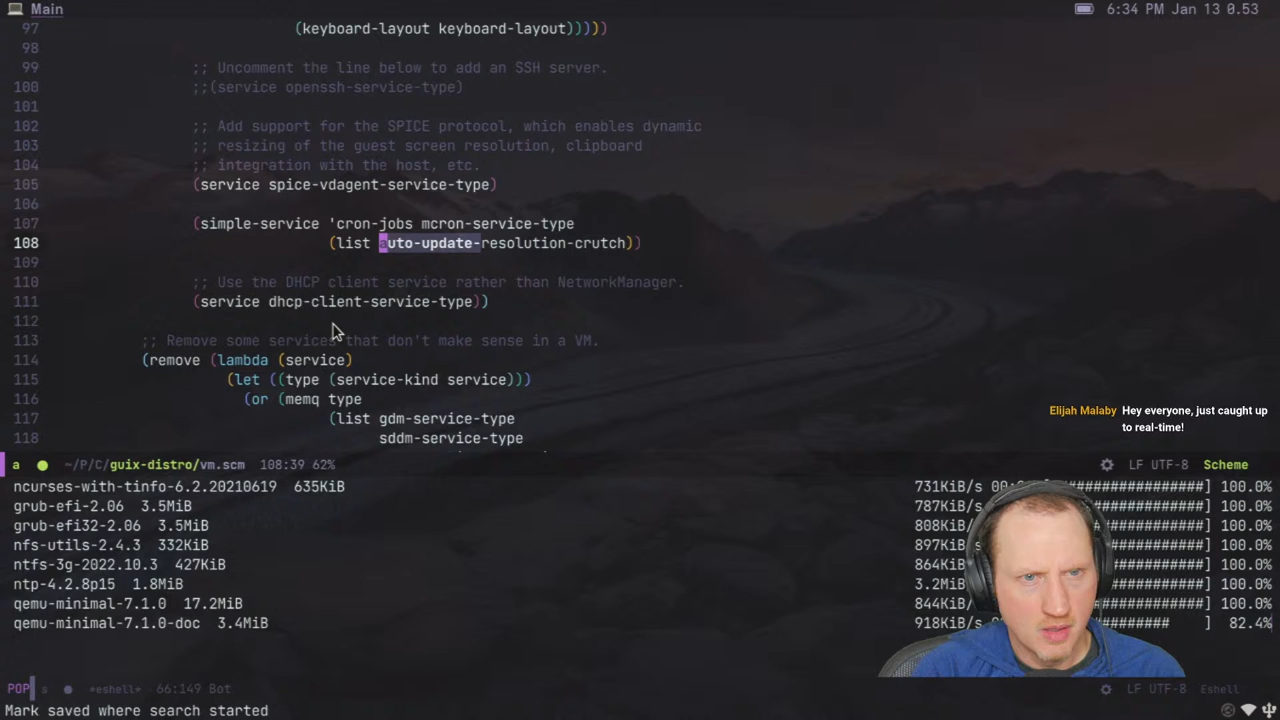 Main
6:34 PM Jan 13 0.53
97 (keyboard-layout keyboard-layout)))))
98
99 ;; Uncomment the line below to add an SSH server.
100 ;;(service openssh-service-type)
101
102 ;; Add support for the SPICE protocol, which enables dynamic
103 ;; resizing of the guest screen resolution, clipboard
104 ;; integration with the host, etc.
105 (service spice-vdagent-service-type)
106
107 (simple-service 'cron-jobs mcron-service-type
108 (list auto-update-resolution-crutch))
109
110 ;; Use the DHCP client service rather than NetworkManager.
111 (service dhcp-client-service-type))
112
113 ;; Remove some services that don't make sense in a VM.
114 (remove (lambda (service)
115 (let ((type (service-kind service)))
116 (or (memq type
117 (list gdm-service-type
118 sddm-service-type
Elijah Malaby Hey everyone, just caught up
to real-time!
a ~/P/C/guix-distro/vm.scm 108:39 62% LF UTF-8 Scheme
ncurses-with-tinfo-6.2.20210619 635KiB 731KiB/s ################] 100.0%
grub-efi-2.06 3.5MiB 787KiB/s ################] 100.0%
grub-efi32-2.06 3.5MiB 808KiB/s 100.0%
nfs-utils-2.4.3 332KiB 897KiB 100.0%
ntfs-3g-2022.10.3 427KiB 864KiB 100.0%
ntp-4.2.8p15 1.8MiB 3.2MiB 100.0%
qemu-minimal-7.1.0 17.2MiB 844KiB 100.0%
qemu-minimal-7.1.0-doc 3.4MiB 918KiB 82.4%
POP s *eshell* 66:149 Bot LF UTF-8 Eshell
Mark saved where search started